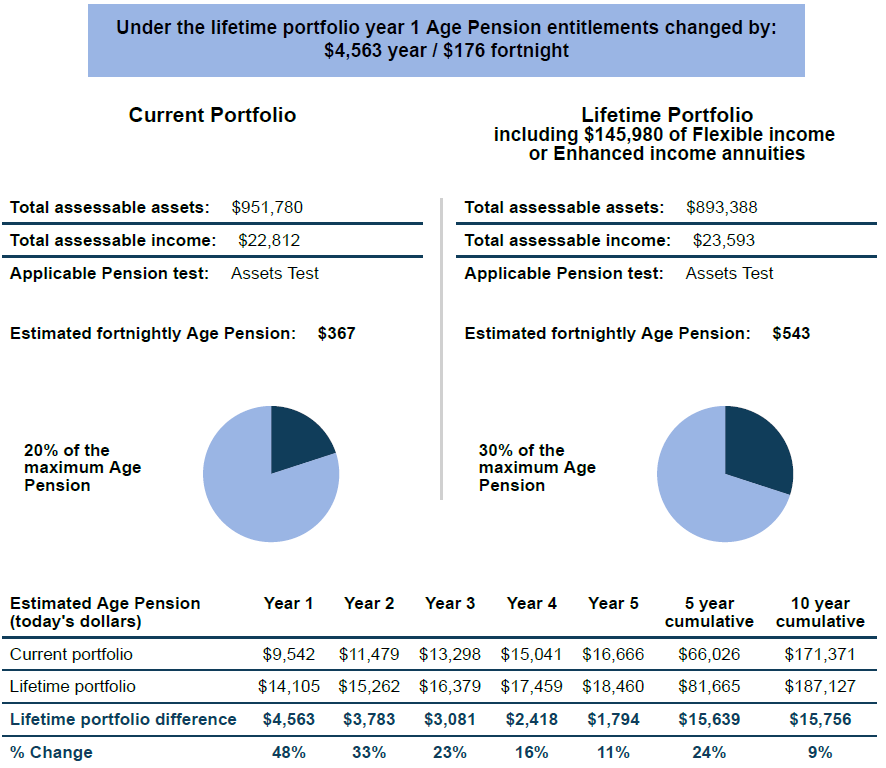 Under the lifetime portfolio year 1 Age Pension entitlements changed by:
$4,563 year / $176 fortnight
Current Portfolio
Lifetime Portfolio
including $145,980 of Flexible income
or Enhanced income annuities
Total assessable assets: $951,780
Total assessable income: $22,812
Applicable Pension test: Assets Test
Estimated fortnightly Age Pension: $367
20% of the
maximum Age
Pension
Total assessable assets: $893,388
Total assessable income: $23,593
Applicable Pension test: Assets Test
Estimated fortnightly Age Pension: $543
30% of the
maximum Age
Pension
Estimated Age Pension Year 1 Year 2 Year 3 Year 4 Year 5 5 year 10 year
(today's dollars) cumulative cumulative
Current portfolio $9,542 $11,479 $13,298 $15,041 $16,666 $66,026 $171,371
Lifetime portfolio $14,105 $15,262 $16,379 $17,459 $18,460 $81,665 $187,127
Lifetime portfolio difference $4,563 $3,783 $3,081 $2,418 $1,794 $15,639 $15,756
% Change 48% 33% 23% 16% 11% 24% 9%